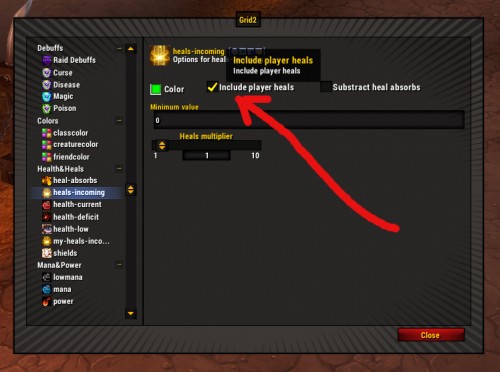 Grid2
Debuffs
Raid Debuffs
Curse
Disease
Magic
Poison
Colors
classcolor
creaturecolor
friendcolor
Health&Heals
heal-absorbs
heals-incoming
health-current
health-deficit
health-low
my-heals-inco...
shields
Mana&Power
lowmana
mana
power
heals-incoming
Options for heals
Include player heals
Include player heals
Color
Include player heals
Substract heal absorbs
Minimum value
0
Heals multiplier
1 1 10
Close